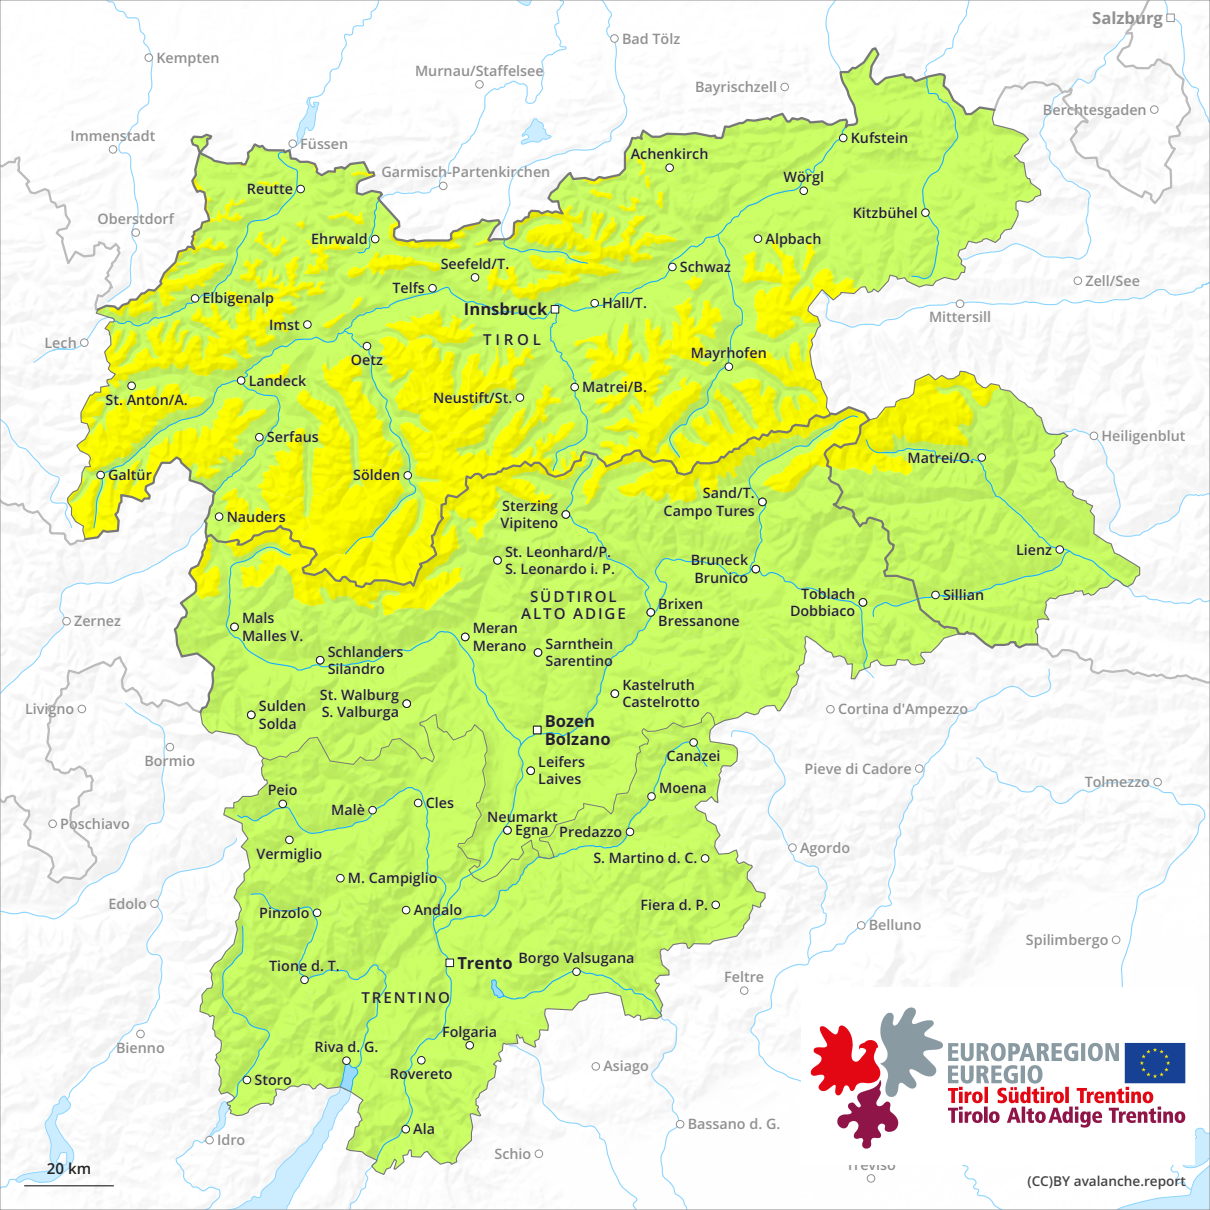 Salzburg
Bad Tölz
Kempten
Murnau/Staffelsee
Bayrischzell
Berchtesgaden
Immenstadt
Füssen
Kufstein
Achenkirch
Garmisch-Partenkirchen
Wörgl
Reutte
Oberstdorf
Kitzbühel
Ehrwald
Alpbach
Seefeld/T.
Schwaz
Telfs
Zell/See
Elbigenalp
Innsbruck
Hall/T.
Mittersill
Imst
Lech
TIROL
Oetz
Mayrhofen
Landeck
St. Anton/A.
Neustift/St.
Matrei/B.
Serfaus
Heiligenblut
Matrei/O.
Galtür
Sölden
Sand/T.
Campo Tures
Sterzing
Vipiteno
Nauders
St. Leonhard/P.
S. Leonardo i. P.
Bruneck
Brunico
Lienz
SÜDTIROL
ALTO ADIGE
Toblach
Dobbiaco
Sillian
Brixen
Bressanone
Zernez
Mals
Malles V.
Meran
Merano
Sarnthein
Sarentino
Schlanders
Silandro
Kastelruth
Castelrotto
St. Walburg
S. Valburga
Livigno
Sulden
Solda
Cortina d'Ampezzo
Bozen
Bolzano
Bormio
Canazei
Leifers
Laives
Pieve di Cadore
Tolmezzo
Peio
Moena
Malè
Cles
Neumarkt
Egna
Predazzo
Poschiavo
Vermiglio
S. Martino d. C.
Agordo
M. Campiglio
Edolo
Pinzolo
Andalo
Fiera d. P.
Belluno
Spilimbergo
Trento
Borgo Valsugana
Tione d. T.
Feltre
TRENTINO
Bienno
Folgaria
Riva d. G.
Rovereto
Asiago
Storo
EUROPAREGION
EUREGIO
Tirol Südtirol Trentino
Tirolo Alto Adige Trentino
Ala
Bassano d. G.
Idro
Schio
Treviso
20 km
(CC)BY avalanche.report